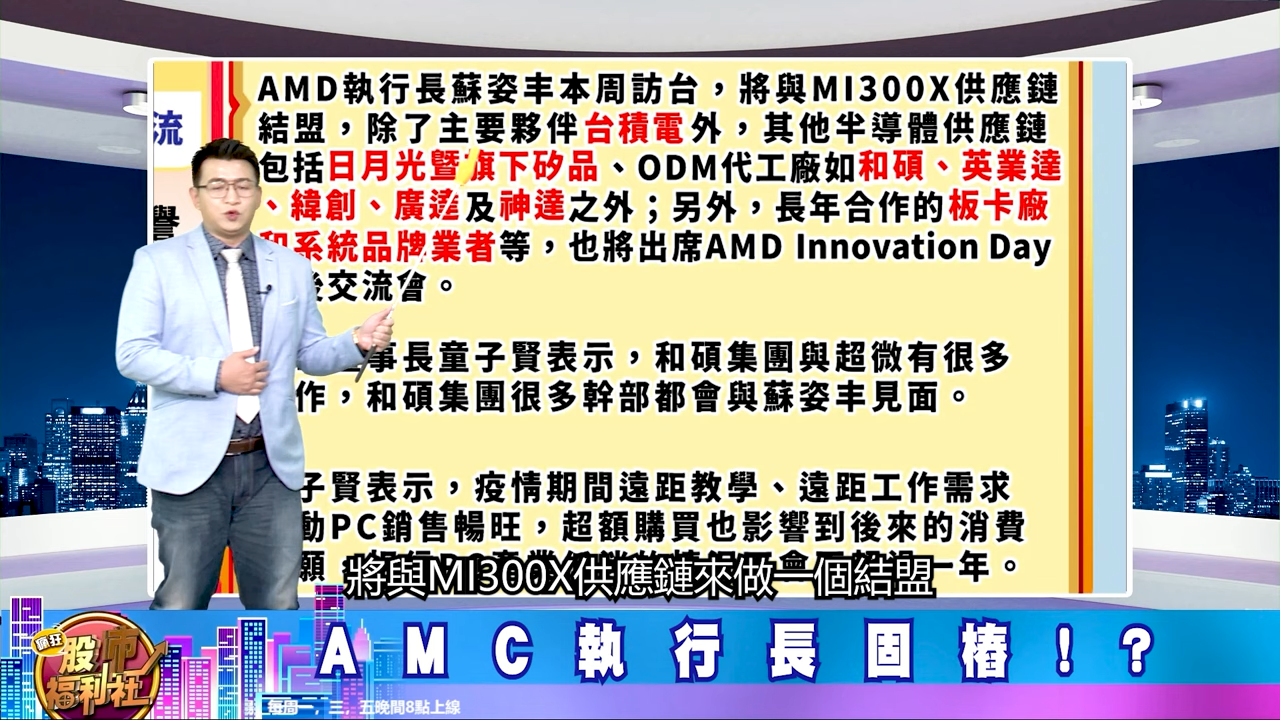 流
AMD執行長蘇姿丰本周訪台，將與MI300X供應鏈
結盟，除了主要夥伴台積電外，其他半導體供應鏈
包括日月光暨旗下矽品、ODM代工廠如和碩、英業達
、緯創、廣達及神達之外；另外，長年合作的板卡廠
和系統品牌業者等，也將出席AMD Innovation Day
後交流會。
事長童子賢表示，和碩集團與超微有很多
作，和碩集團很多幹部都會與蘇姿丰見面。
子賢表示，疫情期間遠距教學、遠距工作需求
動PC銷售暢旺，超額購買也影響到後來的消費
願
一年。
將與MI300X供應鏈來做一個結盟
AMC執行長固樁！？
瘋狂
股市
福利社
每周一，三，五晚間8點上線